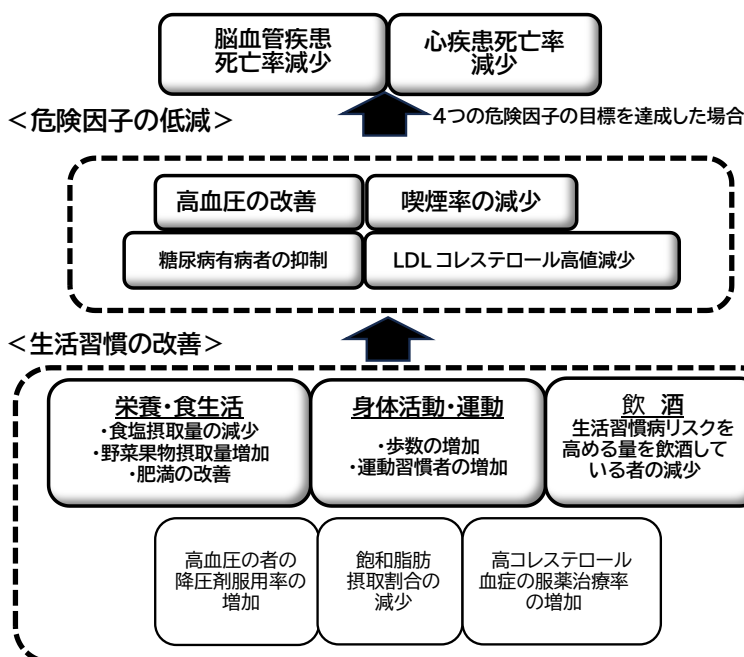 脳血管疾患
死亡率減少
心疾患死亡率
減少
＜危険因子の低減＞
4つの危険因子の目標を達成した場合
高血圧の改善
喫煙率の減少
糖尿病有病者の抑制
LDLコレステロール高値減少
＜生活習慣の改善＞
栄養・食生活
・食塩摂取量の減少
・野菜果物摂取量増加
・肥満の改善
身体活動・運動
・歩数の増加
・運動習慣者の増加
飲 酒
生活習慣病リスクを
高める量を飲酒して
いる者の減少
高血圧の者の
降圧剤服用率の
増加
飽和脂肪
摂取割合の
減少
高コレステロール
血症の服薬治療率
の増加